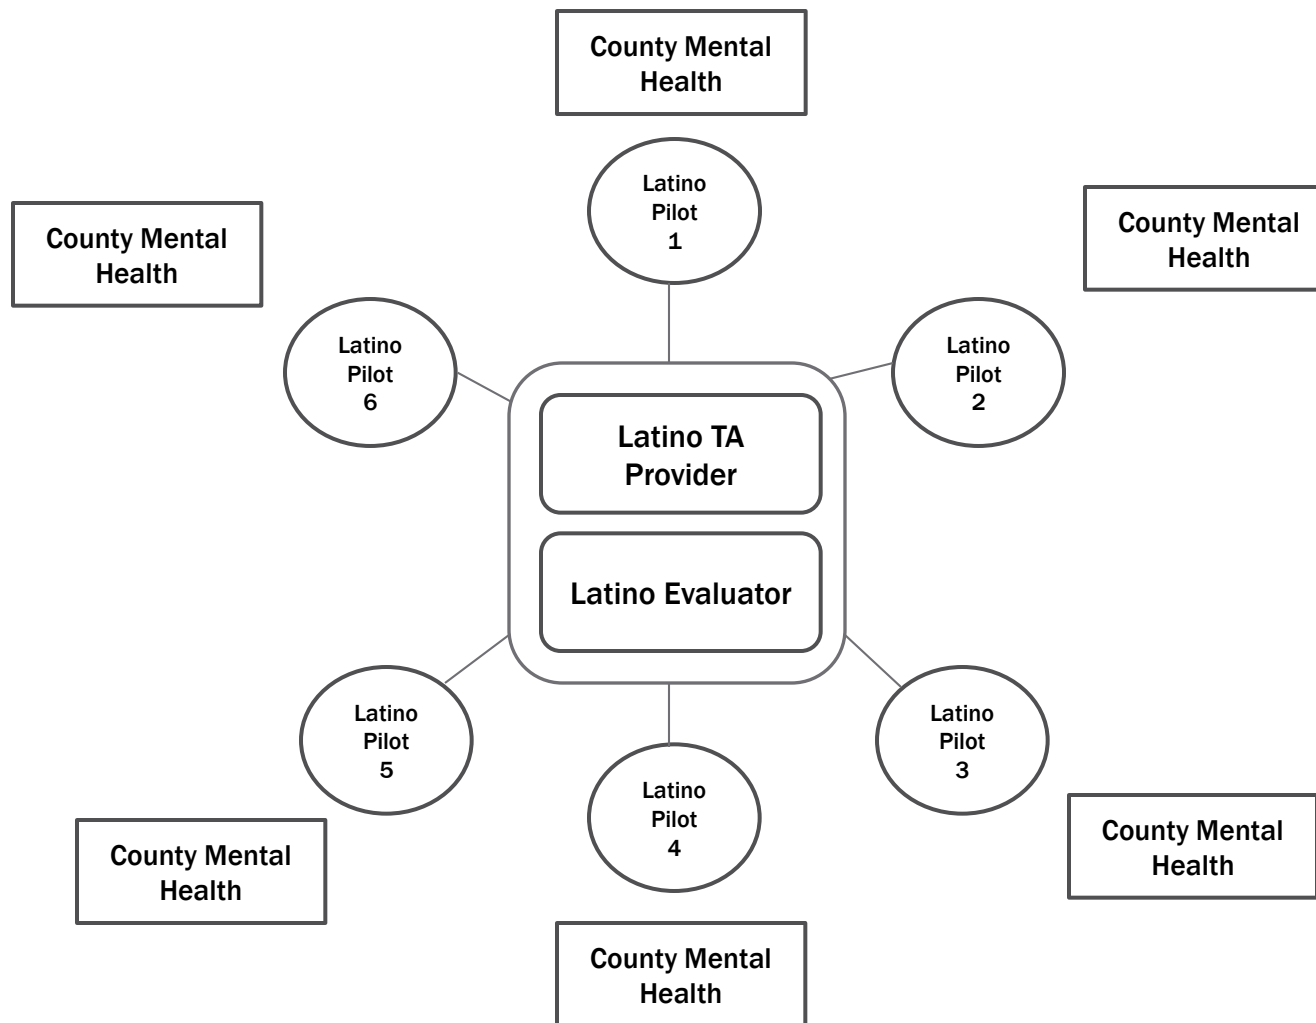 County Mental
Health
Latino
Pilot
1
County Mental
Health
County Mental
Health
Latino
Pilot
6
Latino
Pilot
2
Latino TA
Provider
Latino Evaluator
Latino
Pilot
5
Latino
Pilot
3
Latino
Pilot
4
County Mental
Health
County Mental
Health
County Mental
Health